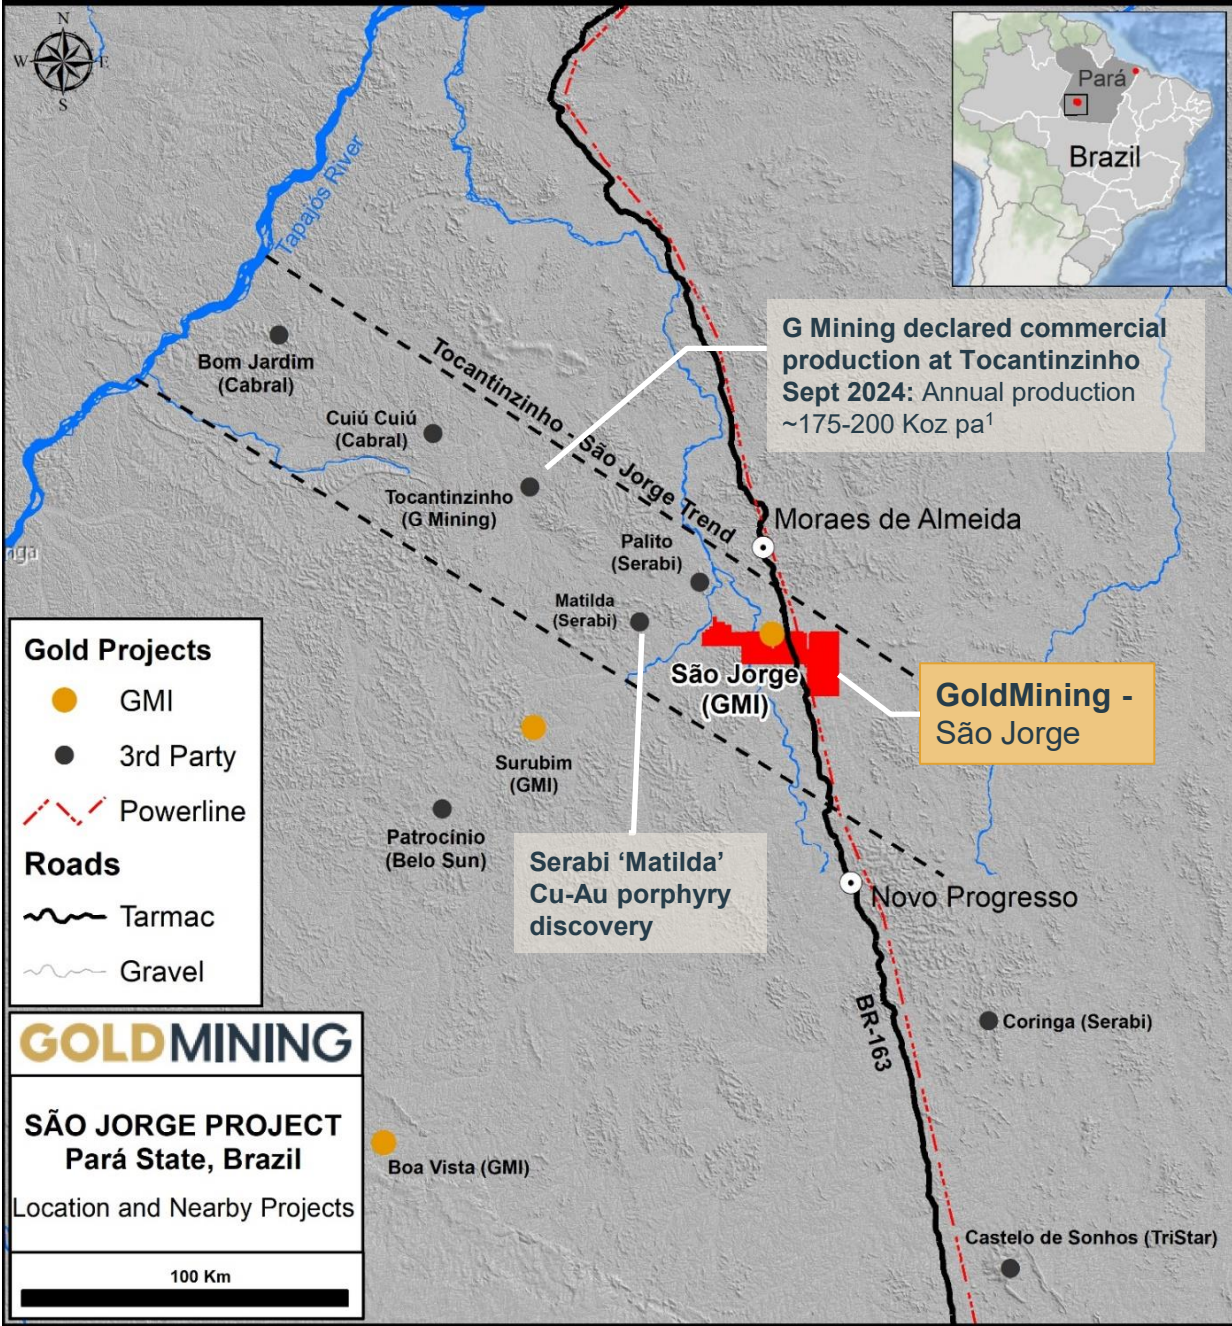 N
W
E
S
Pará
Brazil
Tapajós River
G Mining declared commercial
production at Tocantinzinho
Sept 2024: Annual production
~175-200 Koz pa¹
Bom Jardim
(Cabral)
Tocantinzinho - São Jorge Trend
Cuiú Cuiú
(Cabral)
Tocantinzinho
(G Mining)
Moraes de Almeida
Palito
(Serabi)
Matilda
(Serabi)
São Jorge
(GMI)
GoldMining -
São Jorge
Surubim
(GMI)
Patrocínio
(Belo Sun)
Serabi ‘Matilda’
Cu-Au porphyry
discovery
Novo Progresso
BR-163
Coringa (Serabi)
Boa Vista (GMI)
Castelo de Sonhos (TriStar)
Gold Projects
GMI
3rd Party
Powerline
Roads
Tarmac
Gravel
GOLDMINING
SÃO JORGE PROJECT
Pará State, Brazil
Location and Nearby Projects
100 Km